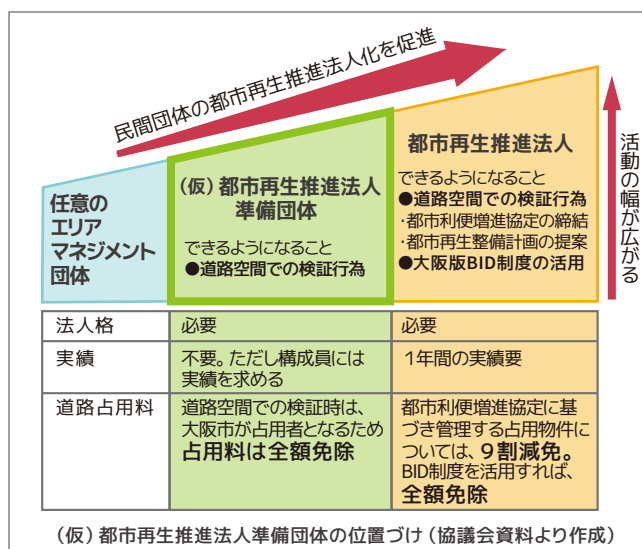 民間団体の都市再生推進法人化を促進
活動の幅が広がる
任意の
エリア
マネジメント
団体
(仮)都市再生推進法人
準備団体
できるようになること
●道路空間での検証行為
都市再生推進法人
できるようになること
●道路空間での検証行為
・都市利便増進協定の締結
・都市再生整備計画の提案
●大阪版BID制度の活用
法人格
必要
必要
実績
不要。ただし構成員には
実績を求める
1年間の実績要
道路占用料
道路空間での検証時は、
大阪市が占用者となるため
占用料は全額免除
都市利便増進協定に基
づき管理する占用物件に
ついては、9割減免。
BID制度を活用すれば、
全額免除
(仮)都市再生推進法人準備団体の位置づけ(協議会資料より作成)